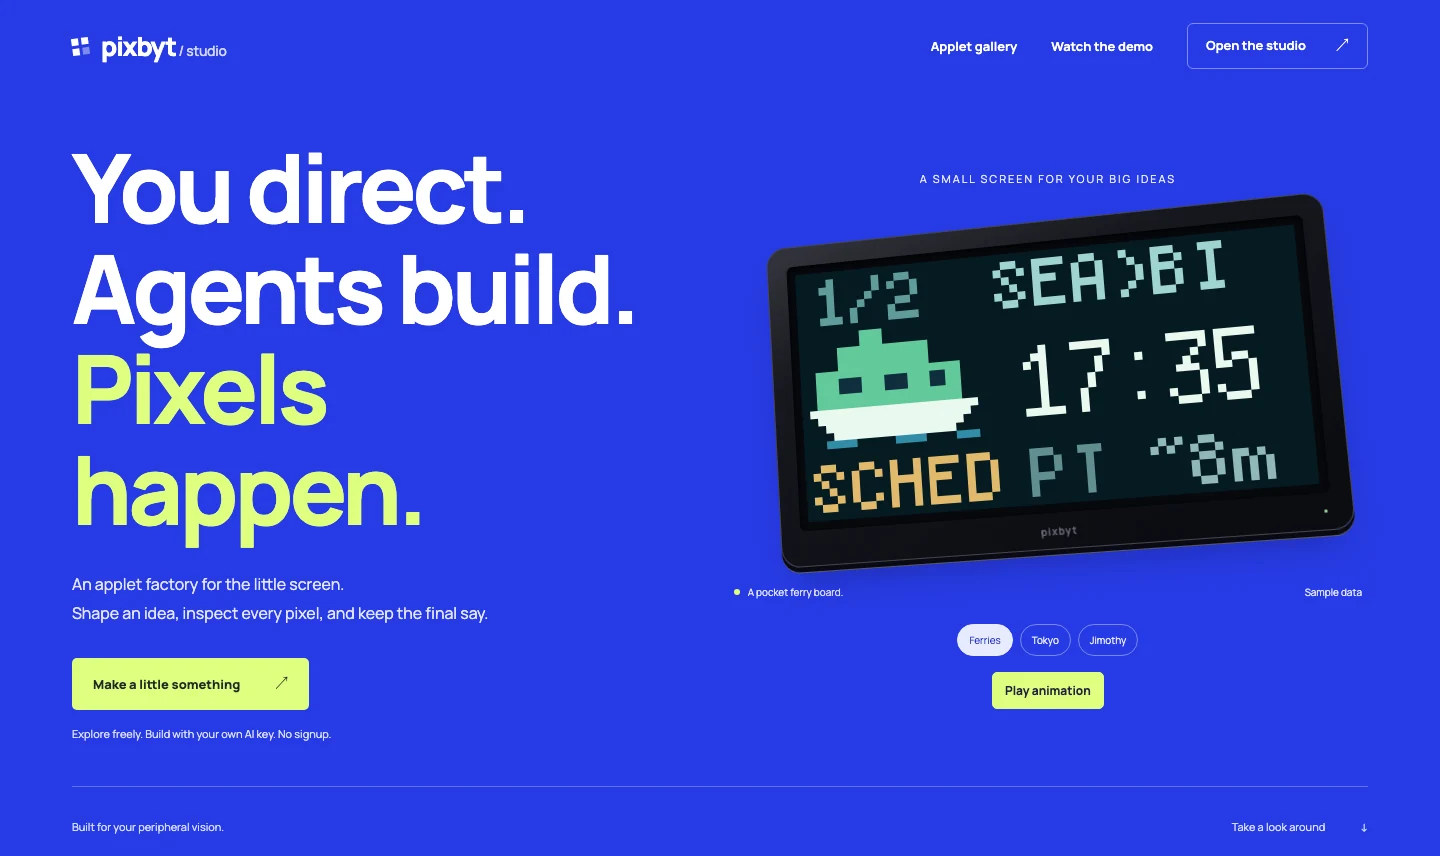 pixbyt / studio
Applet gallery
Watch the demo
Open the studio ↗
You direct.
Agents build.
Pixels
happen.
An applet factory for the little screen.
Shape an idea, inspect every pixel, and keep the final say.
Make a little something ↗
Explore freely. Build with your own AI key. No signup.
A SMALL SCREEN FOR YOUR BIG IDEAS
1/2 SEA>BI
17:35
SCHED PT ~8m
pixbyt
A pocket ferry board.
Sample data
Ferries
Tokyo
Jimothy
Play animation
Built for your peripheral vision.
Take a look around ↓